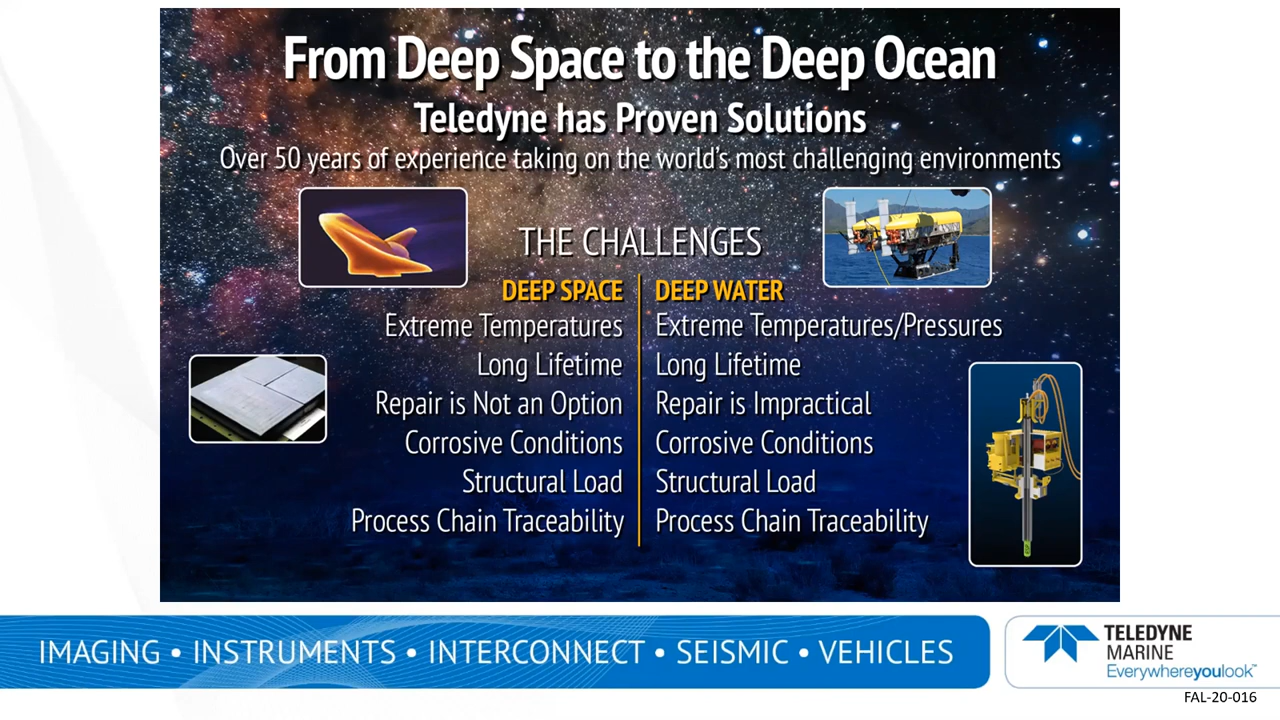 From Deep Space to the Deep Ocean
Teledyne has Proven Solutions
Over 50 years of experience taking on the world's most challenging environments
THE CHALLENGES
DEEP SPACE
Extreme Temperatures
Long Lifetime
Repair is Not an Option
Corrosive Conditions
Structural Load
Process Chain Traceability
DEEP WATER
Extreme Temperatures/Pressures
Long Lifetime
Repair is Impractical
Corrosive Conditions
Structural Load
Process Chain Traceability
IMAGING • INSTRUMENTS • INTERCONNECT • SEISMIC • VEHICLES
TELEDYNE
MARINE
Everywhereyoulook™
FAL-20-016